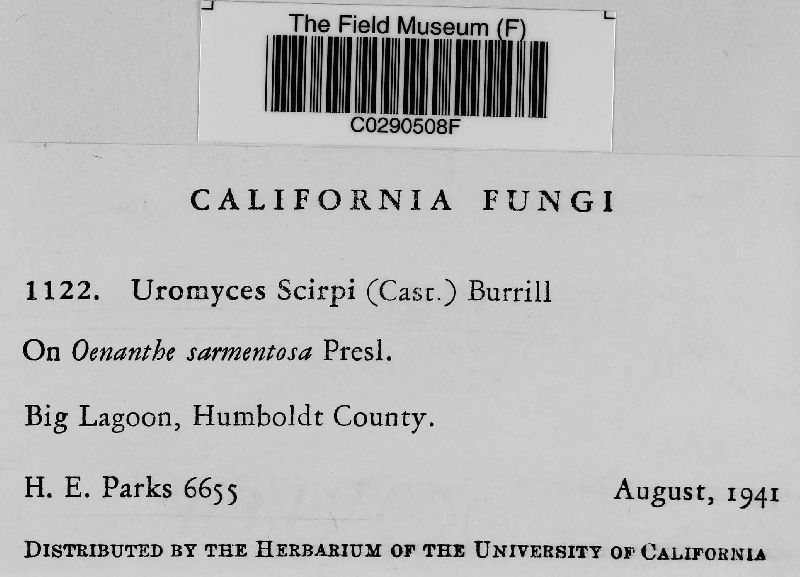 The Field Museum (F)
C0290508F
CALIFORNIA FUNGI
1122. Uromyces Scirpi (Cast.) Burrill
On Oenanthe sarmentosa Presl.
Big Lagoon, Humboldt County.
H. E. Parks 6655 August, 1941
DISTRIBUTED BY THE HERBARIUM OF THE UNIVERSITY OF CALIFORNIA